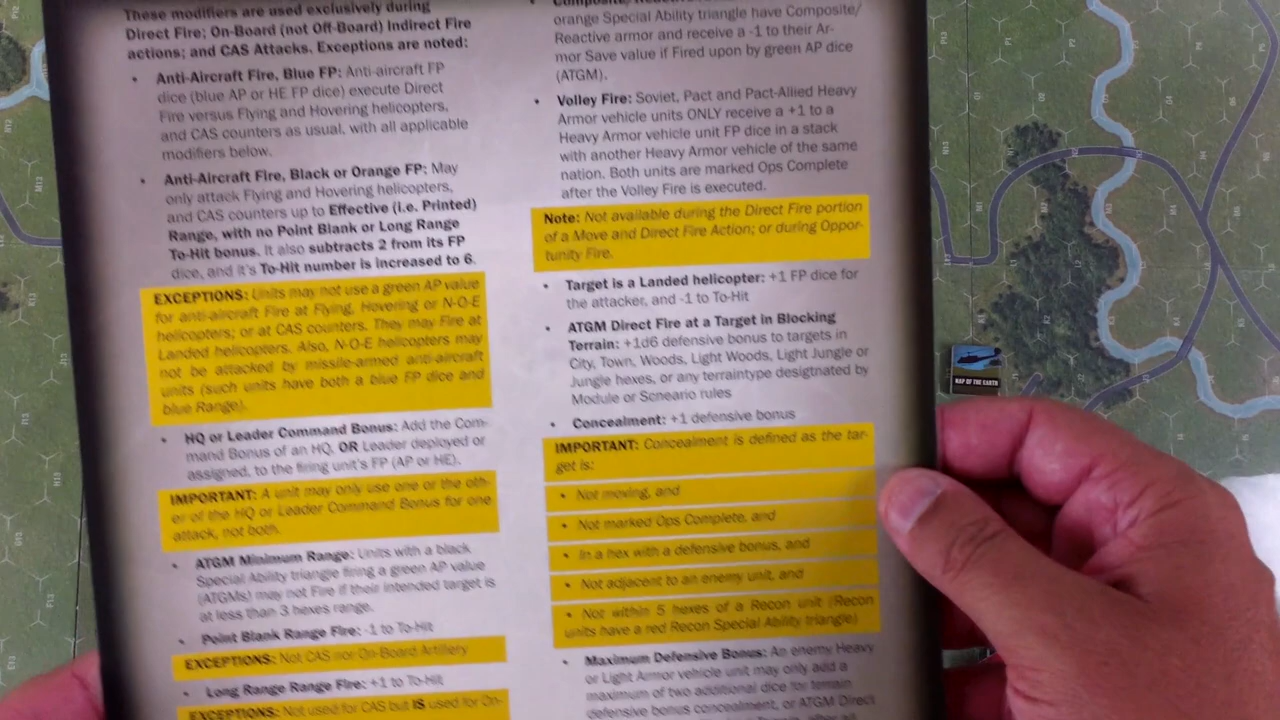 These modifiers are used exclusively during
Direct Fire; On-Board (not Off-Board) Indirect Fire
actions; and CAS Attacks. Exceptions are noted:
• Anti-Aircraft Fire, Blue FP: Anti-aircraft FP
dice (blue AP or HE FP dice) execute Direct
Fire versus Flying and Hovering helicopters,
and CAS counters as usual, with all applicable
modifiers below.
• Anti-Aircraft Fire, Black or Orange FP: May
only attack Flying and Hovering helicopters,
and CAS counters up to Effective (i.e. Printed)
Range, with no Point Blank or Long Range
To-Hit bonus. It also subtracts 2 from its FP
dice, and it's To-Hit number is increased to 6.
EXCEPTIONS: Units may not use a green AP value
for anti-aircraft Fire at Flying, Hovering or N-O-E
helicopters; or at CAS counters. They may Fire at
Landed helicopters. Also, N-O-E helicopters may
not be attacked by missile-armed anti-aircraft
units (such units have both a blue FP dice and
blue Range).
• HQ or Leader Command Bonus: Add the Com-
mand Bonus of an HQ, OR Leader deployed or
assigned, to the firing unit's FP (AP or HE).
IMPORTANT: A unit may only use one or the oth-
er of the HQ or Leader Command Bonus for one
attack, not both.
• ATGM Minimum Range: Units with a black
Special Ability triangle firing a green AP value
(ATGMs) may not Fire if their intended target is
at less than 3 hexes range.
• Point Blank Range Fire: -1 to To-Hit
EXCEPTIONS: Not CAS nor On-Board Artillery
• Long Range Range Fire: +1 to To-Hit
EXCEPTIONS: Not used for CAS but IS used for On-
orange Special Ability triangle have Composite/
Reactive armor and receive a -1 to their Ar-
mor Save value if Fired upon by green AP dice
(ATGM).
• Volley Fire: Soviet, Pact and Pact-Allied Heavy
Armor vehicle units ONLY receive a +1 to a
Heavy Armor vehicle unit FP dice in a stack
with another Heavy Armor vehicle of the same
nation. Both units are marked Ops Complete
after the Volley Fire is executed.
Note: Not available during the Direct Fire portion
of a Move and Direct Fire Action; or during Oppor-
tunity Fire.
• Target is a Landed helicopter: +1 FP dice for
the attacker, and -1 to To-Hit
• ATGM Direct Fire at a Target in Blocking
Terrain: +1d6 defensive bonus to targets in
City, Town, Woods, Light Woods, Light Jungle or
Jungle hexes, or any terraintype desigtnated by
Module or Scneario rules
• Concealment: +1 defensive bonus
IMPORTANT: Concealment is defined as the tar-
get is:
• Not moving, and
• Not marked Ops Complete, and
• In a hex with a defensive bonus, and
• Not adjacent to an enemy unit, and
• Not within 5 hexes of a Recon unit (Recon
units have a red Recon Special Ability triangle)
• Maximum Defensive Bonus: An enemy Heavy
or Light Armor vehicle unit may only add a
maximum of two additional dice for terrain
defensive bonus concealment, or ATGM Direct
NAP OF THE EARTH